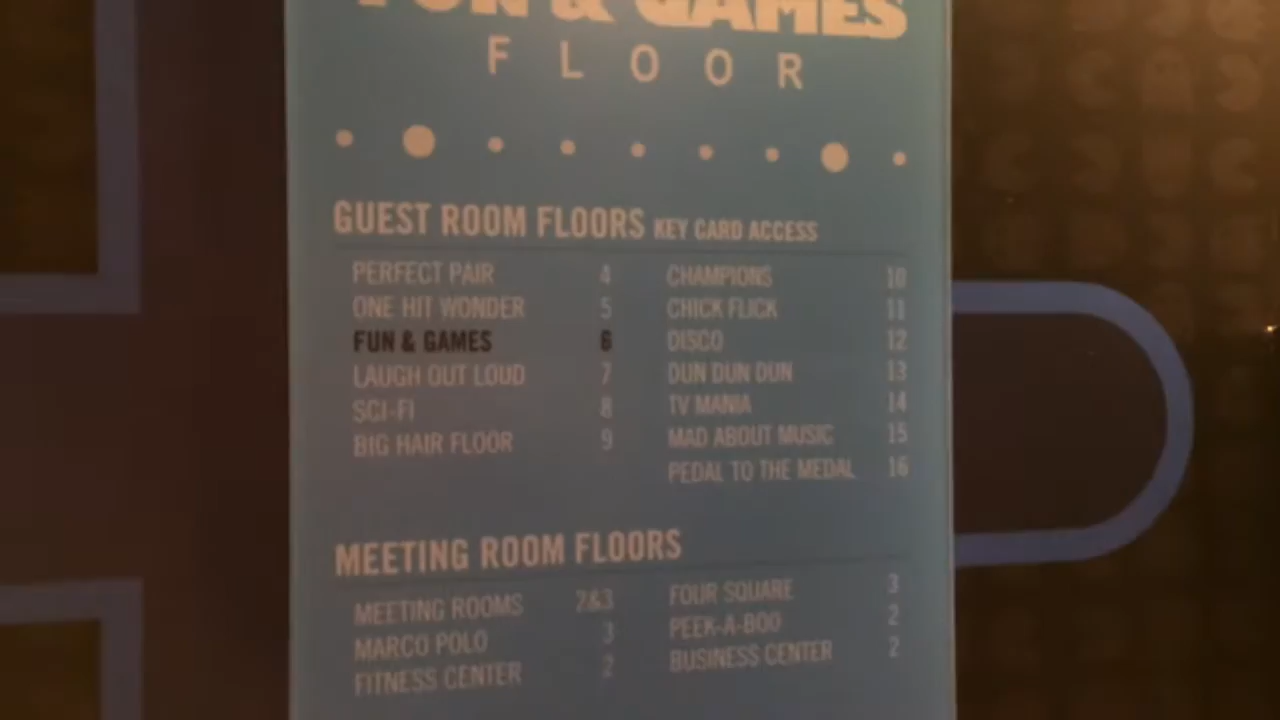 FUN & GAMES
FLOOR
GUEST ROOM FLOORS KEY CARD ACCESS
PERFECT PAIR 4
ONE HIT WONDER 5
FUN & GAMES 6
LAUGH OUT LOUD 7
SCI-FI 8
BIG HAIR FLOOR 9
CHAMPIONS 10
CHICK FLICK 11
DISCO 12
DUN DUN DUN 13
TV MANIA 14
MAD ABOUT MUSIC 15
PEDAL TO THE MEDAL 16
MEETING ROOM FLOORS
MEETING ROOMS 2&3
MARCO POLO 3
FITNESS CENTER 2
FOUR SQUARE 3
PEEK-A-BOO 2
BUSINESS CENTER 2